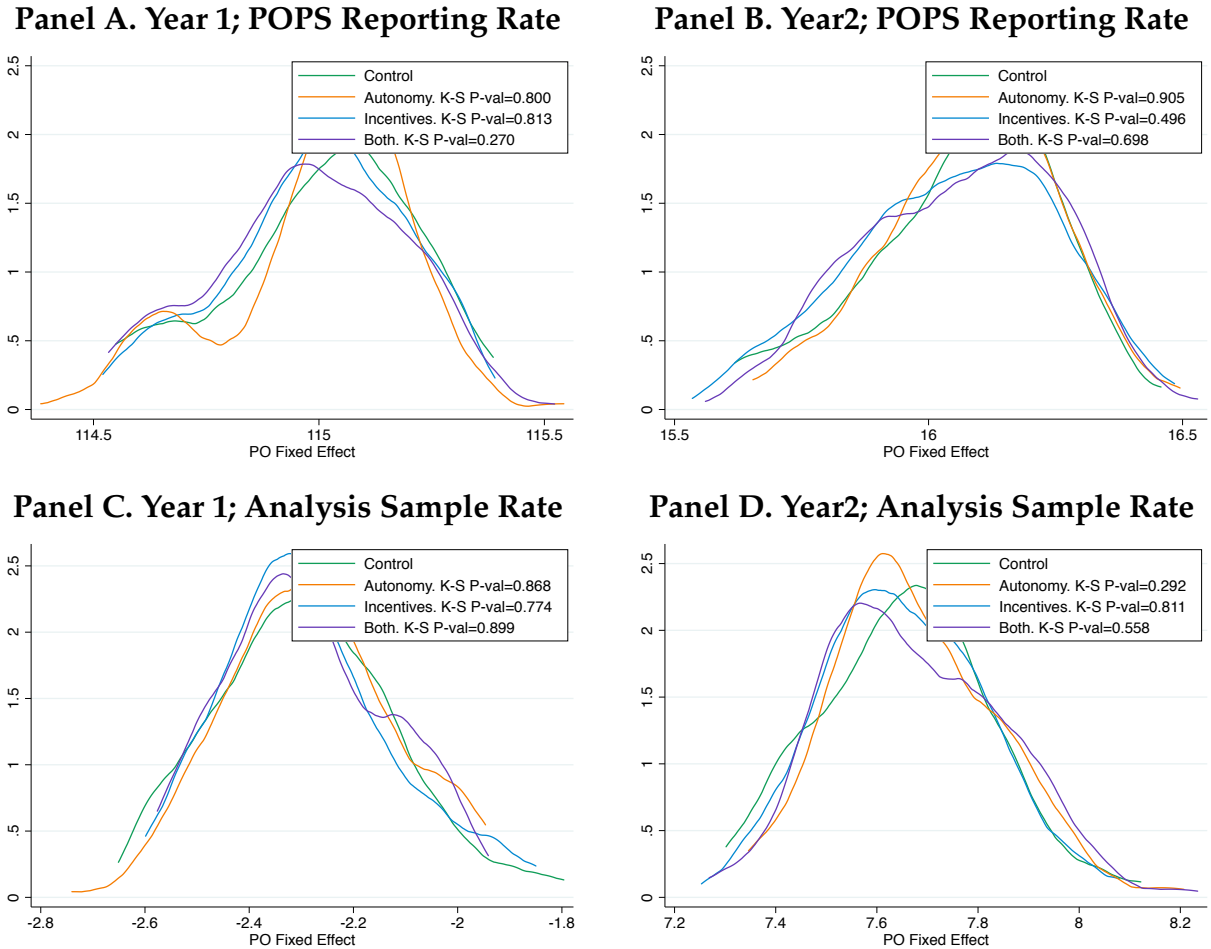 Panel A. Year 1; POPS Reporting Rate
2.5
2
1.5
1
.5
0
Control
Autonomy. K-S P-val=0.800
Incentives. K-S P-val=0.813
Both. K-S P-val=0.270
114.5 115 115.5
PO Fixed Effect
Panel B. Year2; POPS Reporting Rate
2.5
2
1.5
1
.5
0
Control
Autonomy. K-S P-val=0.905
Incentives. K-S P-val=0.496
Both. K-S P-val=0.698
15.5 16 16.5
PO Fixed Effect
Panel C. Year 1; Analysis Sample Rate
2.5
2
1.5
1
.5
0
Control
Autonomy. K-S P-val=0.868
Incentives. K-S P-val=0.774
Both. K-S P-val=0.899
-2.8 -2.6 -2.4 -2.2 -2 -1.8
PO Fixed Effect
Panel D. Year2; Analysis Sample Rate
2.5
2
1.5
1
.5
0
Control
Autonomy. K-S P-val=0.292
Incentives. K-S P-val=0.811
Both. K-S P-val=0.558
7.2 7.4 7.6 7.8 8 8.2
PO Fixed Effect